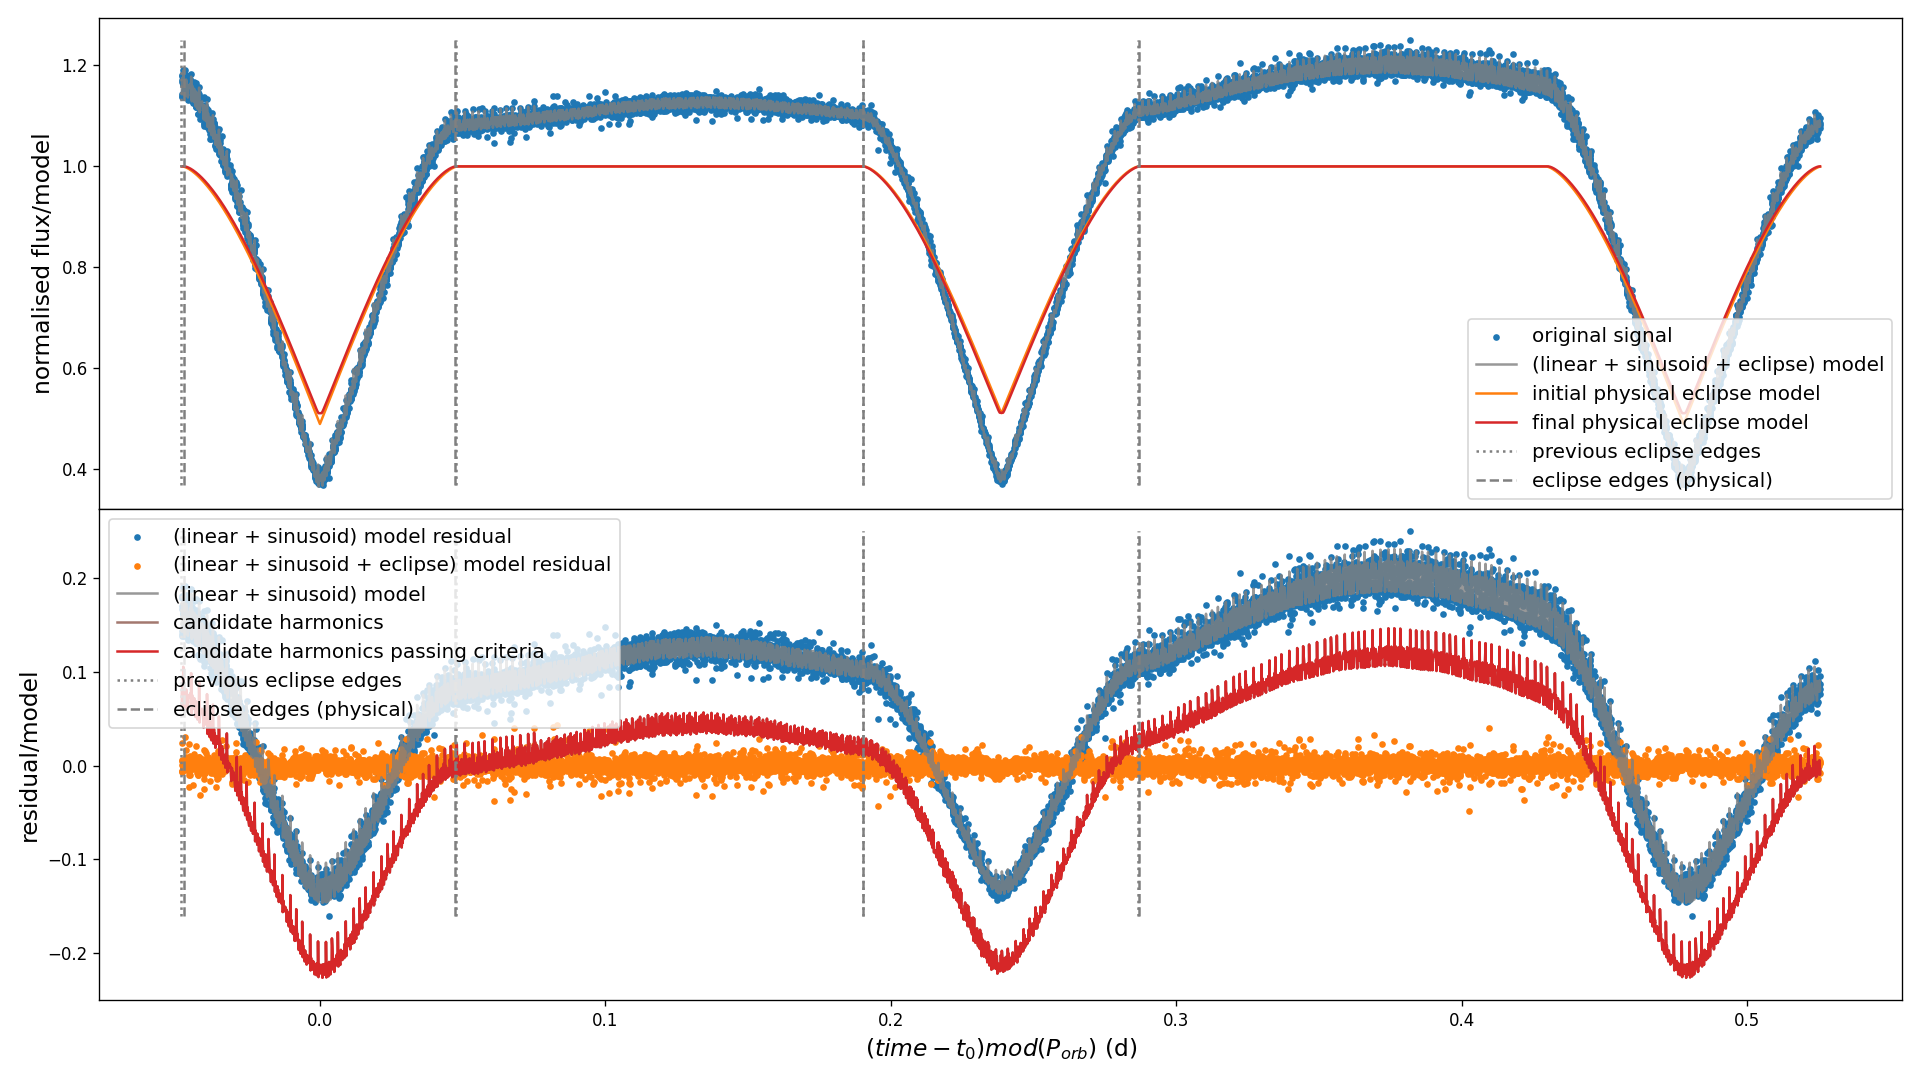 normalised flux/model
1.2
1.0
0.8
0.6
0.4
original signal
(linear + sinusoid + eclipse) model
initial physical eclipse model
final physical eclipse model
previous eclipse edges
eclipse edges (physical)
residual/model
0.2
0.1
0.0
−0.1
−0.2
(linear + sinusoid) model residual
(linear + sinusoid + eclipse) model residual
(linear + sinusoid) model
candidate harmonics
candidate harmonics passing criteria
previous eclipse edges
eclipse edges (physical)
0.0 0.1 0.2 0.3 0.4 0.5
(time − t₀)mod(Pₒᵣb) (d)